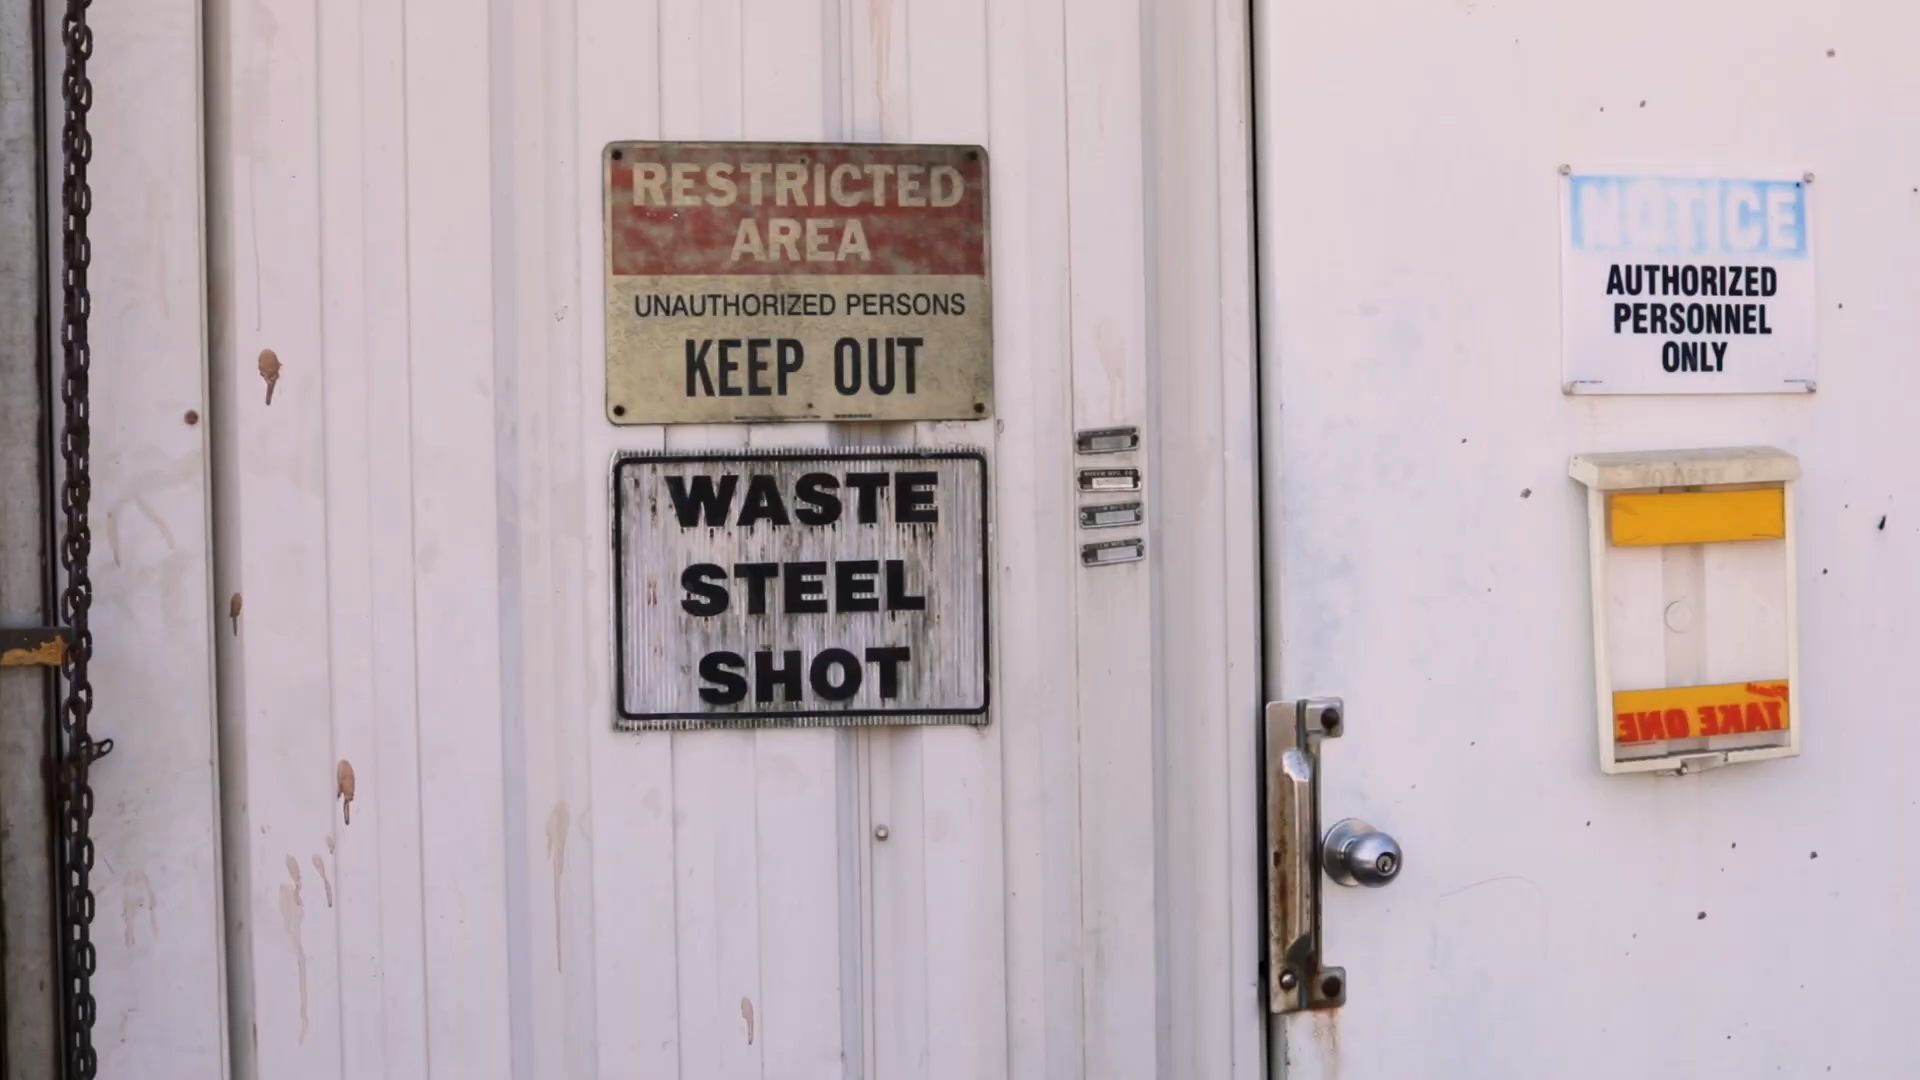 RESTRICTED
AREA
UNAUTHORIZED PERSONS
KEEP OUT
WASTE
STEEL
SHOT
NOTICE
AUTHORIZED
PERSONNEL
ONLY
TAKE ONE